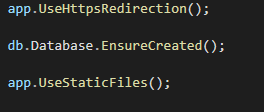 app.UseHttpsRedirection();
db.Database.EnsureCreated();
app.UseStaticFiles();